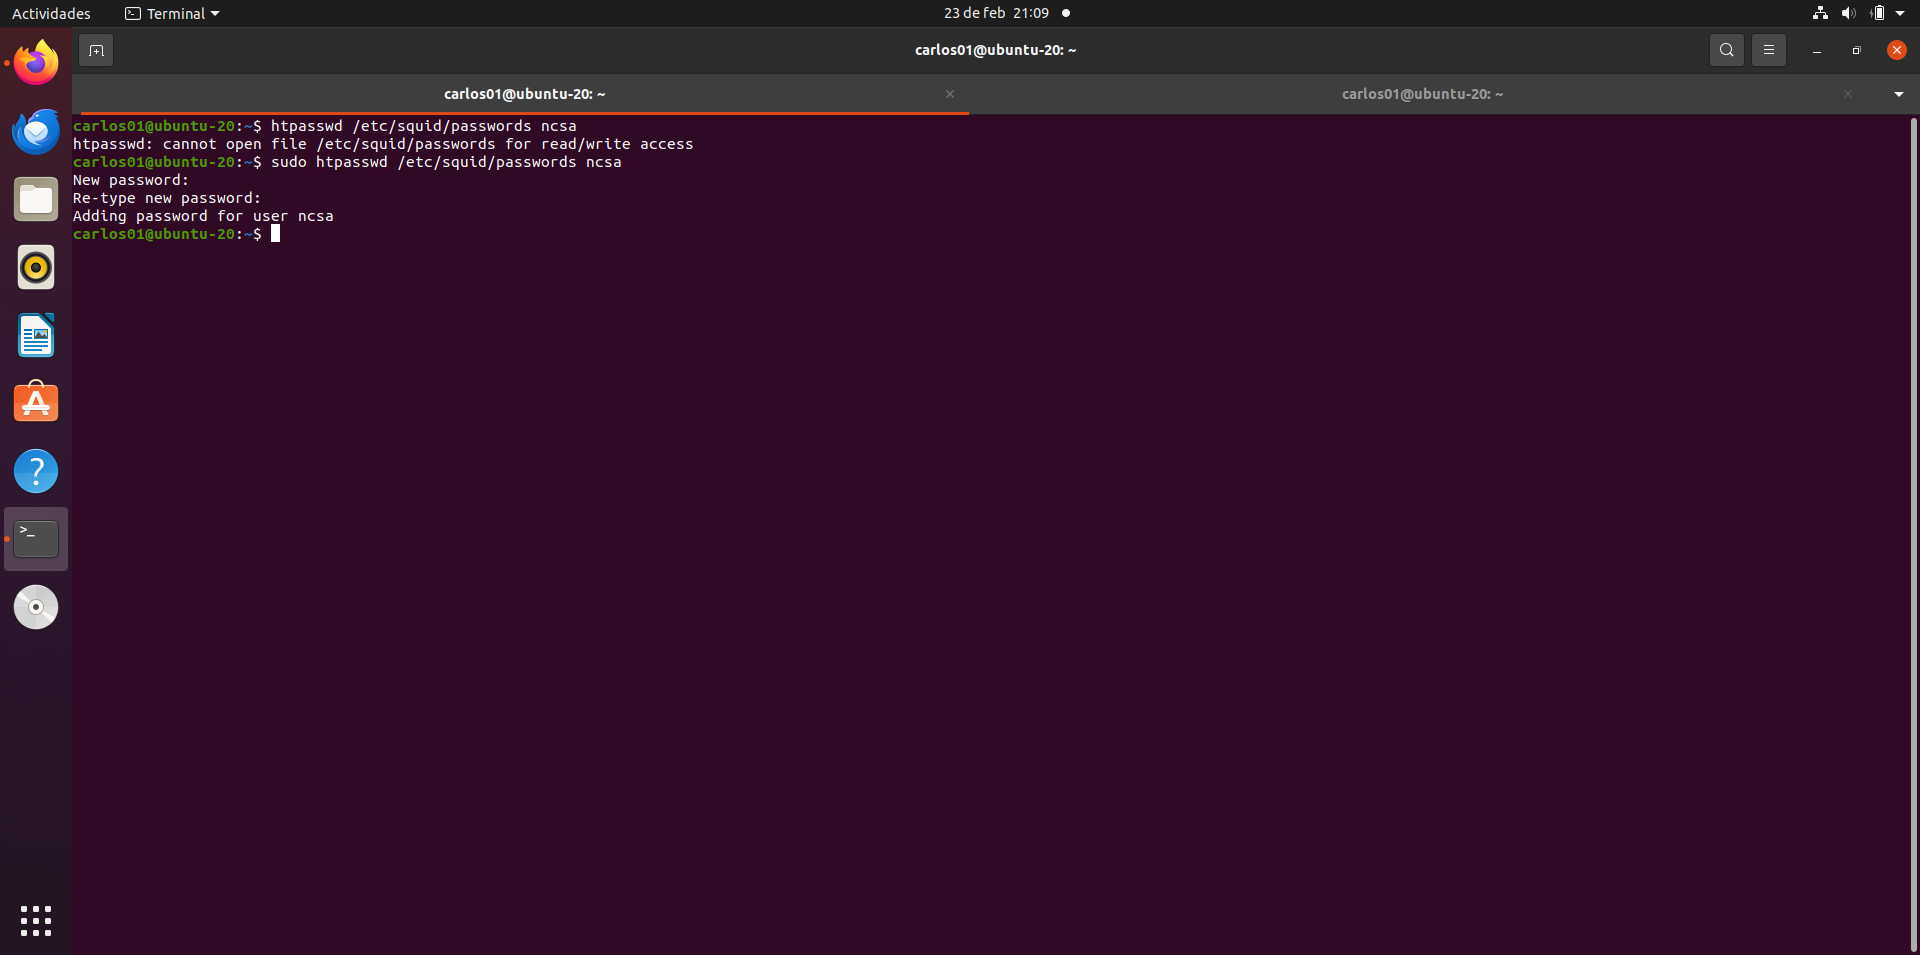 Actividades
Terminal
23 de feb 21:09
carlos01@ubuntu-20: ~
carlos01@ubuntu-20: ~
carlos01@ubuntu-20: ~
carlos01@ubuntu-20:~$ htpasswd /etc/squid/passwords ncsa
htpasswd: cannot open file /etc/squid/passwords for read/write access
carlos01@ubuntu-20:~$ sudo htpasswd /etc/squid/passwords ncsa
New password:
Re-type new password:
Adding password for user ncsa
carlos01@ubuntu-20:~$